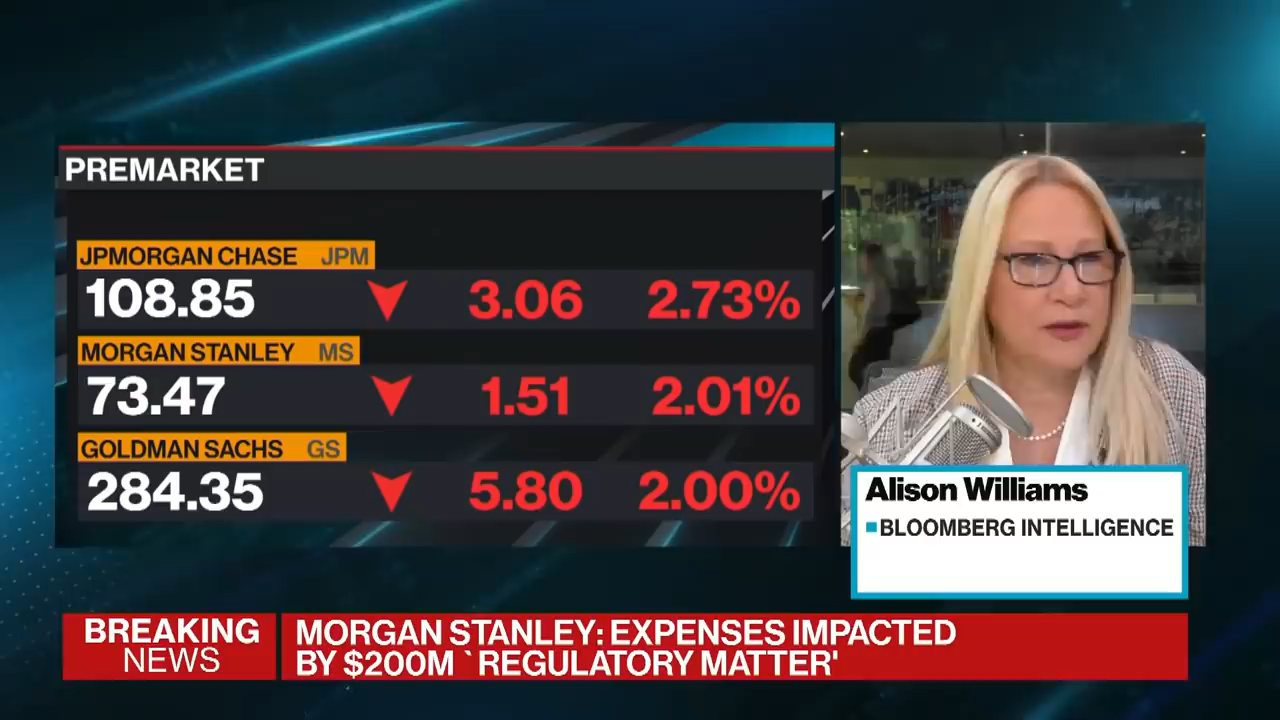 PREMARKET
JPMORGAN CHASE JPM
108.85 3.06 2.73%
MORGAN STANLEY MS
73.47 1.51 2.01%
GOLDMAN SACHS GS
284.35 5.80 2.00%
Alison Williams
BLOOMBERG INTELLIGENCE
BREAKING NEWS
MORGAN STANLEY: EXPENSES IMPACTED
BY $200M `REGULATORY MATTER'